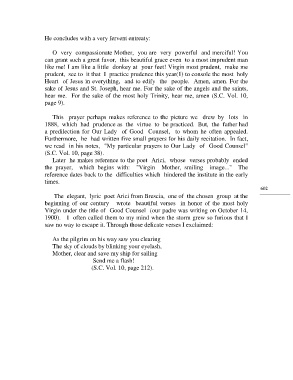 He concludes with a very fervent entreaty:
O very compassionate Mother, you are very powerful and merciful! You
can grant such a great favor, this beautiful grace even to a most imprudent man
like me! I am like a little donkey at your feet! Virgin most prudent, make me
prudent, see to it that I practice prudence this year(!) to console the most holy
Heart of Jesus in everything, and to edify the people. Amen, amen. For the
sake of Jesus and St. Joseph, hear me. For the sake of the angels and the saints,
hear me. For the sake of the most holy Trinity, hear me, amen (S.C. Vol. 10,
page 9).
This prayer perhaps makes reference to the picture we drew by lots in
1888, which had prudence as the virtue to be practiced. But, the father had
a predilection for Our Lady of Good Counsel, to whom he often appealed.
Furthermore, he had written five small prayers for his daily recitation. In fact,
we read in his notes, "My particular prayers to Our Lady of Good Counsel"
(S.C. Vol. 10, page 38).
Later he makes reference to the poet Arici, whose verses probably ended
the prayer, which begins with "Virgin Mother, smiling image..." The
reference dates back to the difficulties which hindered the institute in the early
times.
602
The elegant, lyric poet Arici from Brescia, one of the chosen group at the
beginning of our century wrote beautiful verses in honor of the most holy
Virgin under the title of Good Counsel (our padre was writing on October 14,
1900). I often called them to my mind when the storm grew so furious that I
saw no way to escape it. Through those delicate verses I exclaimed:
As the pilgrim on his way saw you clearing
The sky of clouds by blinking your eyelash,
Mother, clear and save my ship for sailing
Send me a flash!
(S.C. Vol. 10, page 212).